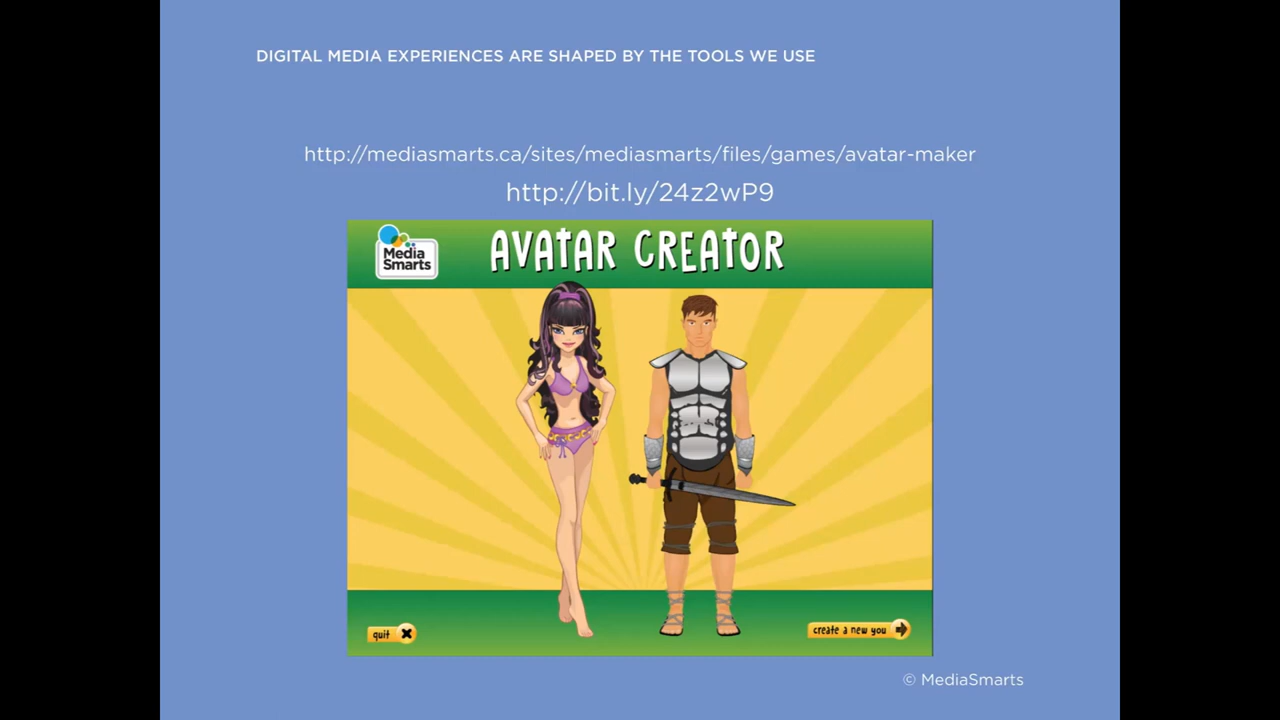 DIGITAL MEDIA EXPERIENCES ARE SHAPED BY THE TOOLS WE USE
http://mediasmarts.ca/sites/mediasmarts/files/games/avatar-maker
http://bit.ly/24z2wP9
Media
Smarts
AVATAR CREATOR
quit
create a new you
© MediaSmarts